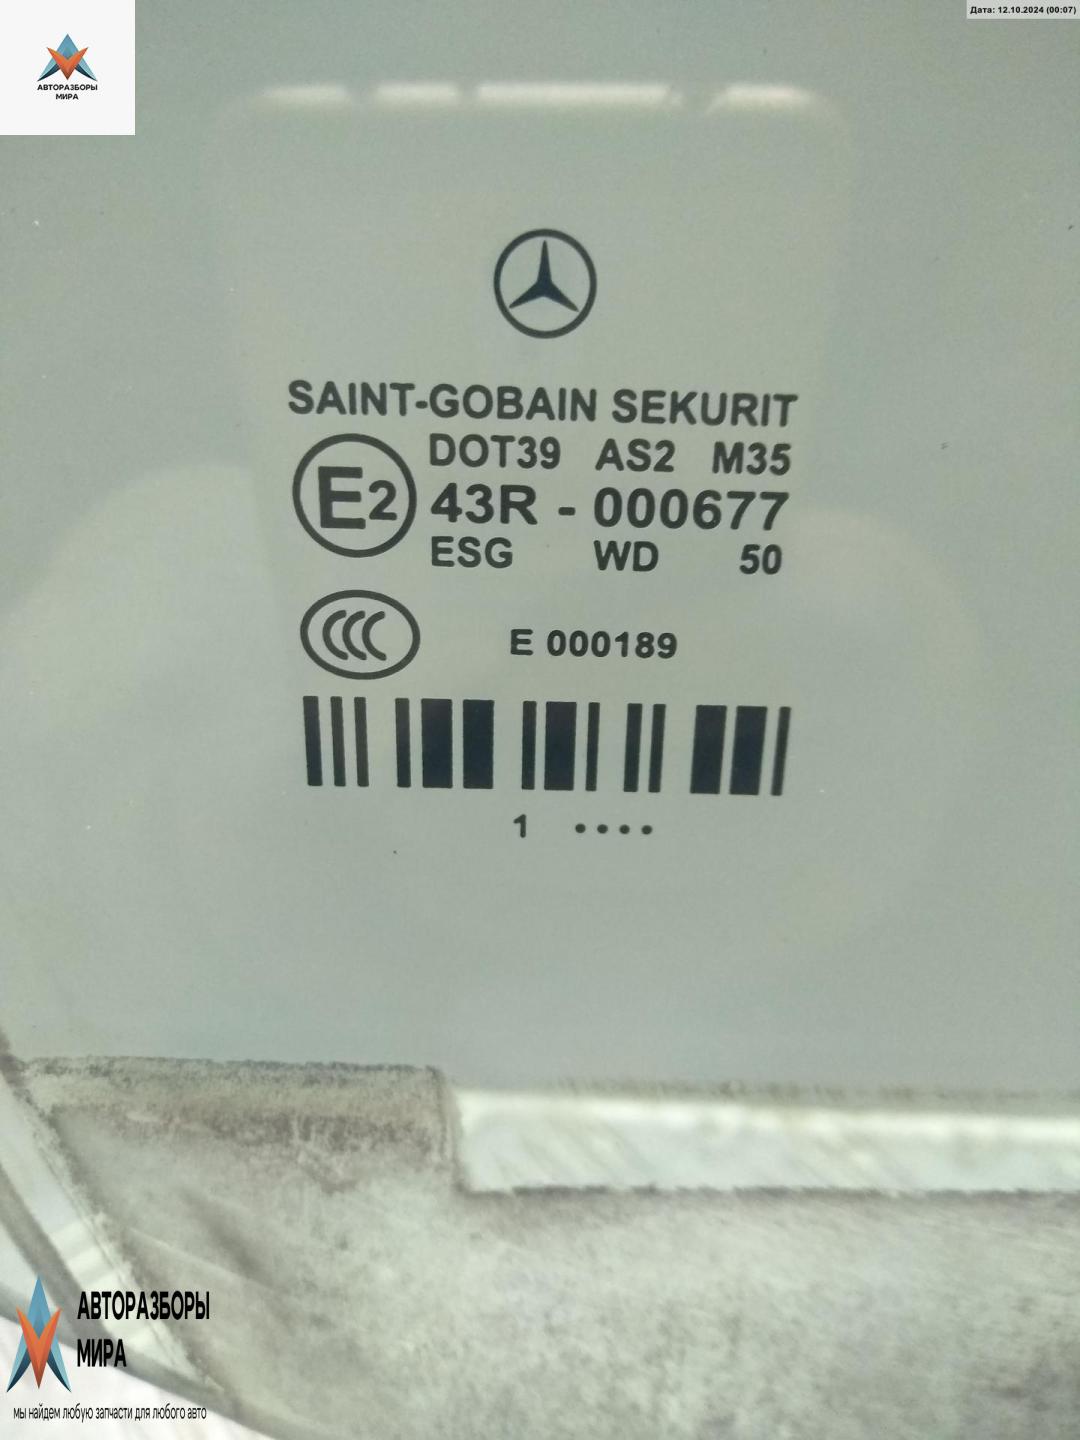 Дата: 12.10.2024 (00:07)
АВТОРАЗБОРЫ
МИРА
SAINT-GOBAIN SEKURIT
DOT39 AS2 M35
E2 43R - 000677
ESG WD 50
CCC E 000189
1 ....
АВТОРАЗБОРЫ
МИРА
мы найдем любую запчасти для любого авто